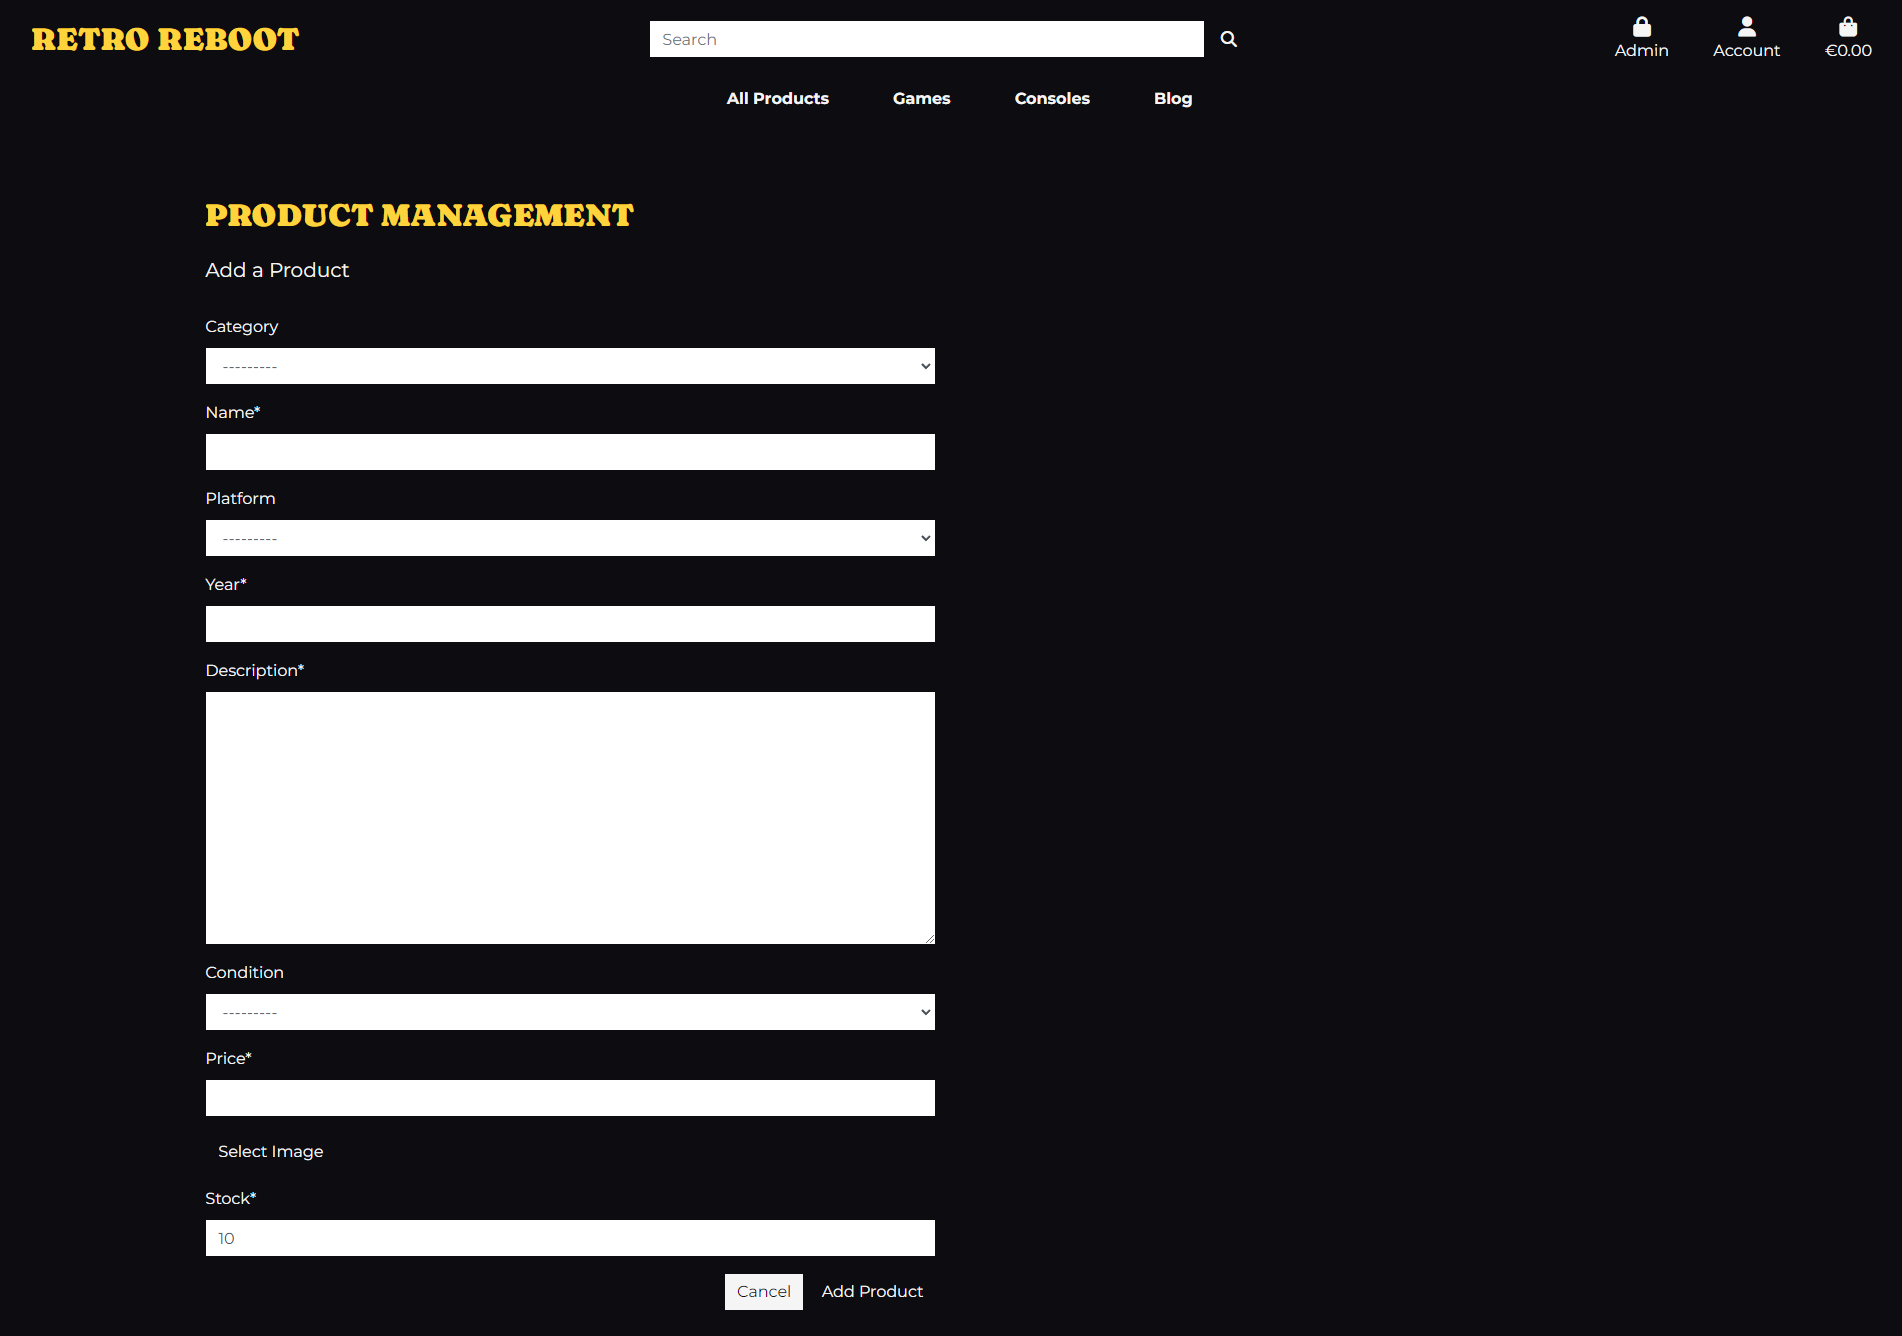 RETRO REBOOT
Search
Admin
Account
€0.00
All Products
Games
Consoles
Blog
PRODUCT MANAGEMENT
Add a Product
Category
---------
Name*
Platform
---------
Year*
Description*
Condition
---------
Price*
Select Image
Stock*
10
Cancel
Add Product